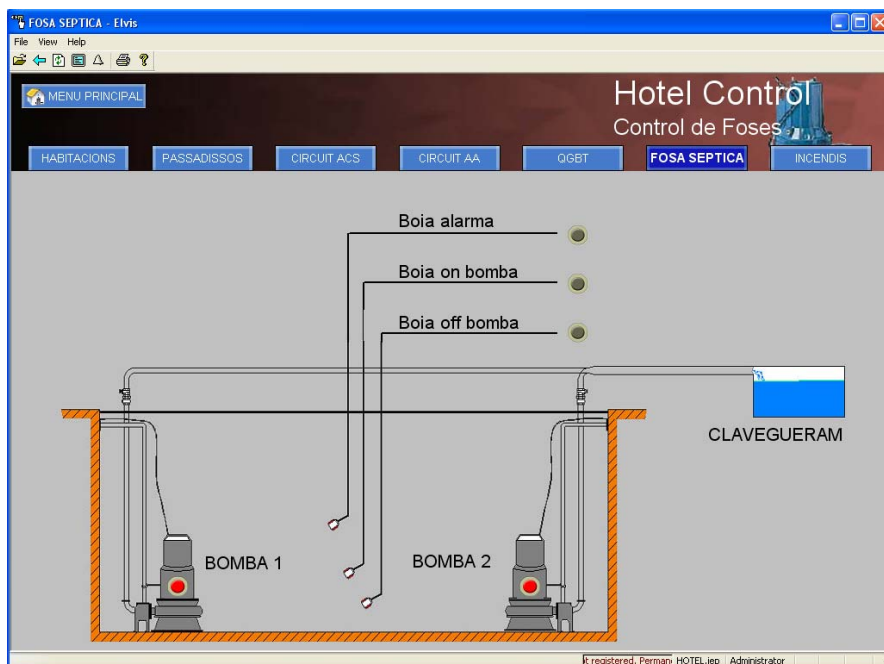 FOSA SEPTICA - Elvis
File View Help
MENU PRINCIPAL
Hotel Control
Control de Foses
HABITACIONS PASSADISSOS CIRCUIT ACS CIRCUIT AA QGBT FOSA SEPTICA INCENDIS
Boia alarma
Boia on bomba
Boia off bomba
CLAVEGUERAM
BOMBA 1 BOMBA 2
registered. Perman HOTEL.iep Administrator